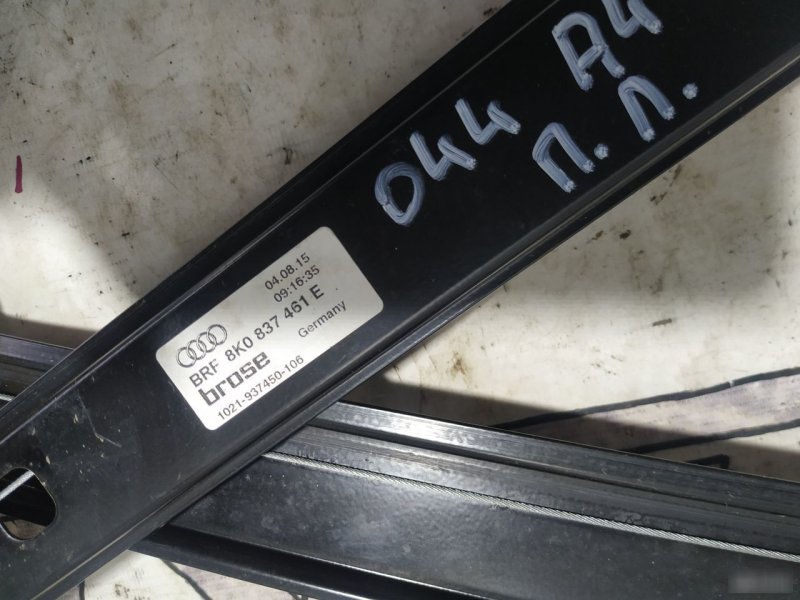 044 A4
П.Л.
04.08.15
09:16:35
BRF 8K0 837 461 E
brose Germany
1021-937450-106